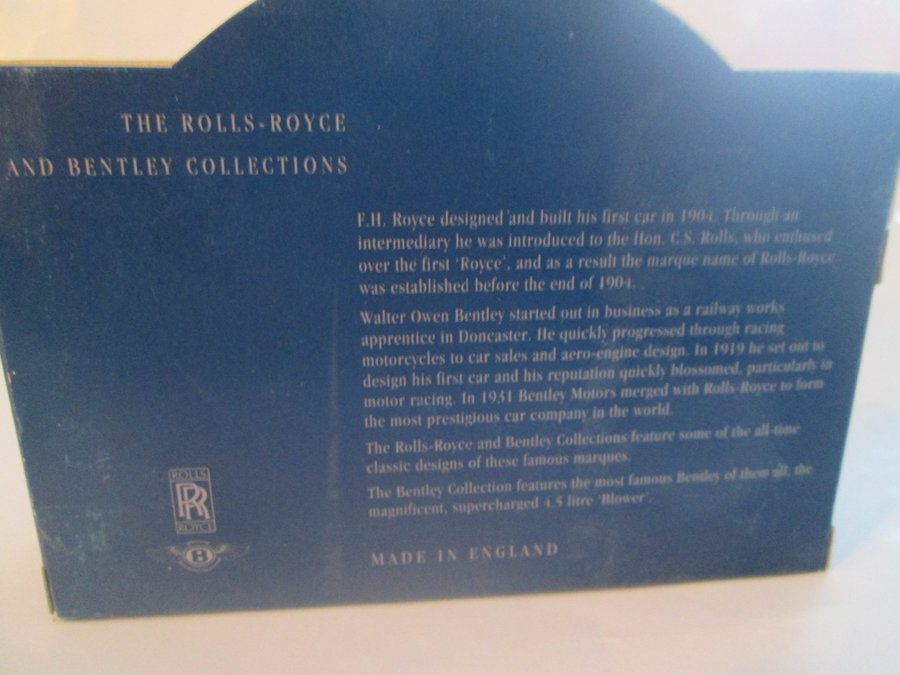 THE ROLLS-ROYCE
AND BENTLEY COLLECTIONS
F.H. Royce designed and built his first car in 1904. Through an
intermediary he was introduced to the Hon. C.S. Rolls, who enthused
over the first 'Royce', and as a result the marque name of Rolls-Royce
was established before the end of 1904.
Walter Owen Bentley started out in business as a railway works
apprentice in Doncaster. He quickly progressed through racing
motorcycles to car sales and aero-engine design. In 1919 he set out to
design his first car and his reputation quickly blossomed, particularly in
motor racing. In 1931 Bentley Motors merged with Rolls-Royce to form
the most prestigious car company in the world.
The Rolls-Royce and Bentley Collections feature some of the all-time
classic designs of these famous marques.
The Bentley Collection features the most famous Bentley of them all, the
magnificent, supercharged 4.5 litre 'Blower'.
ROLLS
RR
ROYCE
B
MADE IN ENGLAND